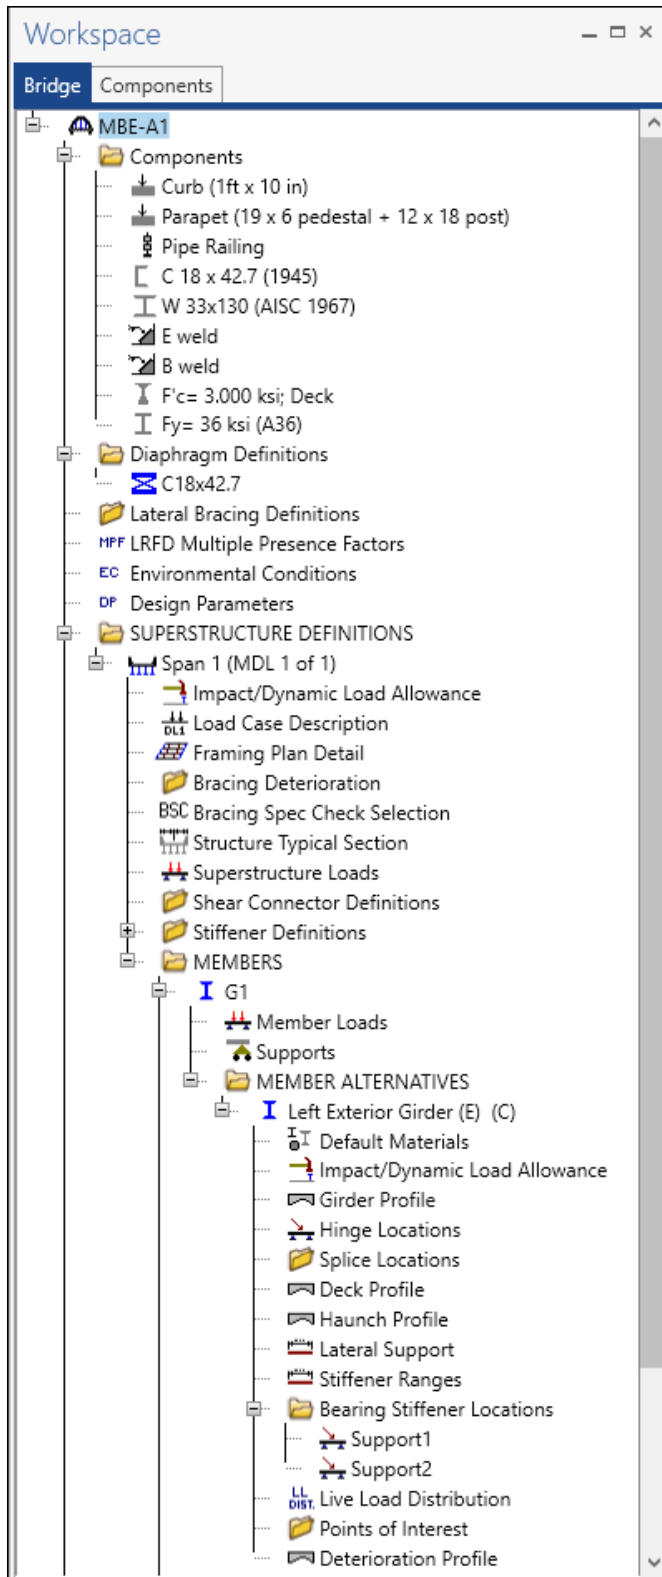 Workspace
Bridge Components
MBE-A1
Components
Curb (1ft x 10 in)
Parapet (19 x 6 pedestal + 12 x 18 post)
Pipe Railing
C 18 x 42.7 (1945)
W 33x130 (AISC 1967)
E weld
B weld
F'c= 3.000 ksi; Deck
Fy= 36 ksi (A36)
Diaphragm Definitions
C18x42.7
Lateral Bracing Definitions
MPF LRFD Multiple Presence Factors
EC Environmental Conditions
DP Design Parameters
SUPERSTRUCTURE DEFINITIONS
Span 1 (MDL 1 of 1)
Impact/Dynamic Load Allowance
DL1 Load Case Description
Framing Plan Detail
Bracing Deterioration
BSC Bracing Spec Check Selection
Structure Typical Section
Superstructure Loads
Shear Connector Definitions
Stiffener Definitions
MEMBERS
G1
Member Loads
Supports
MEMBER ALTERNATIVES
Left Exterior Girder (E) (C)
Default Materials
Impact/Dynamic Load Allowance
Girder Profile
Hinge Locations
Splice Locations
Deck Profile
Haunch Profile
Lateral Support
Stiffener Ranges
Bearing Stiffener Locations
Support1
Support2
LL DIST. Live Load Distribution
Points of Interest
Deterioration Profile